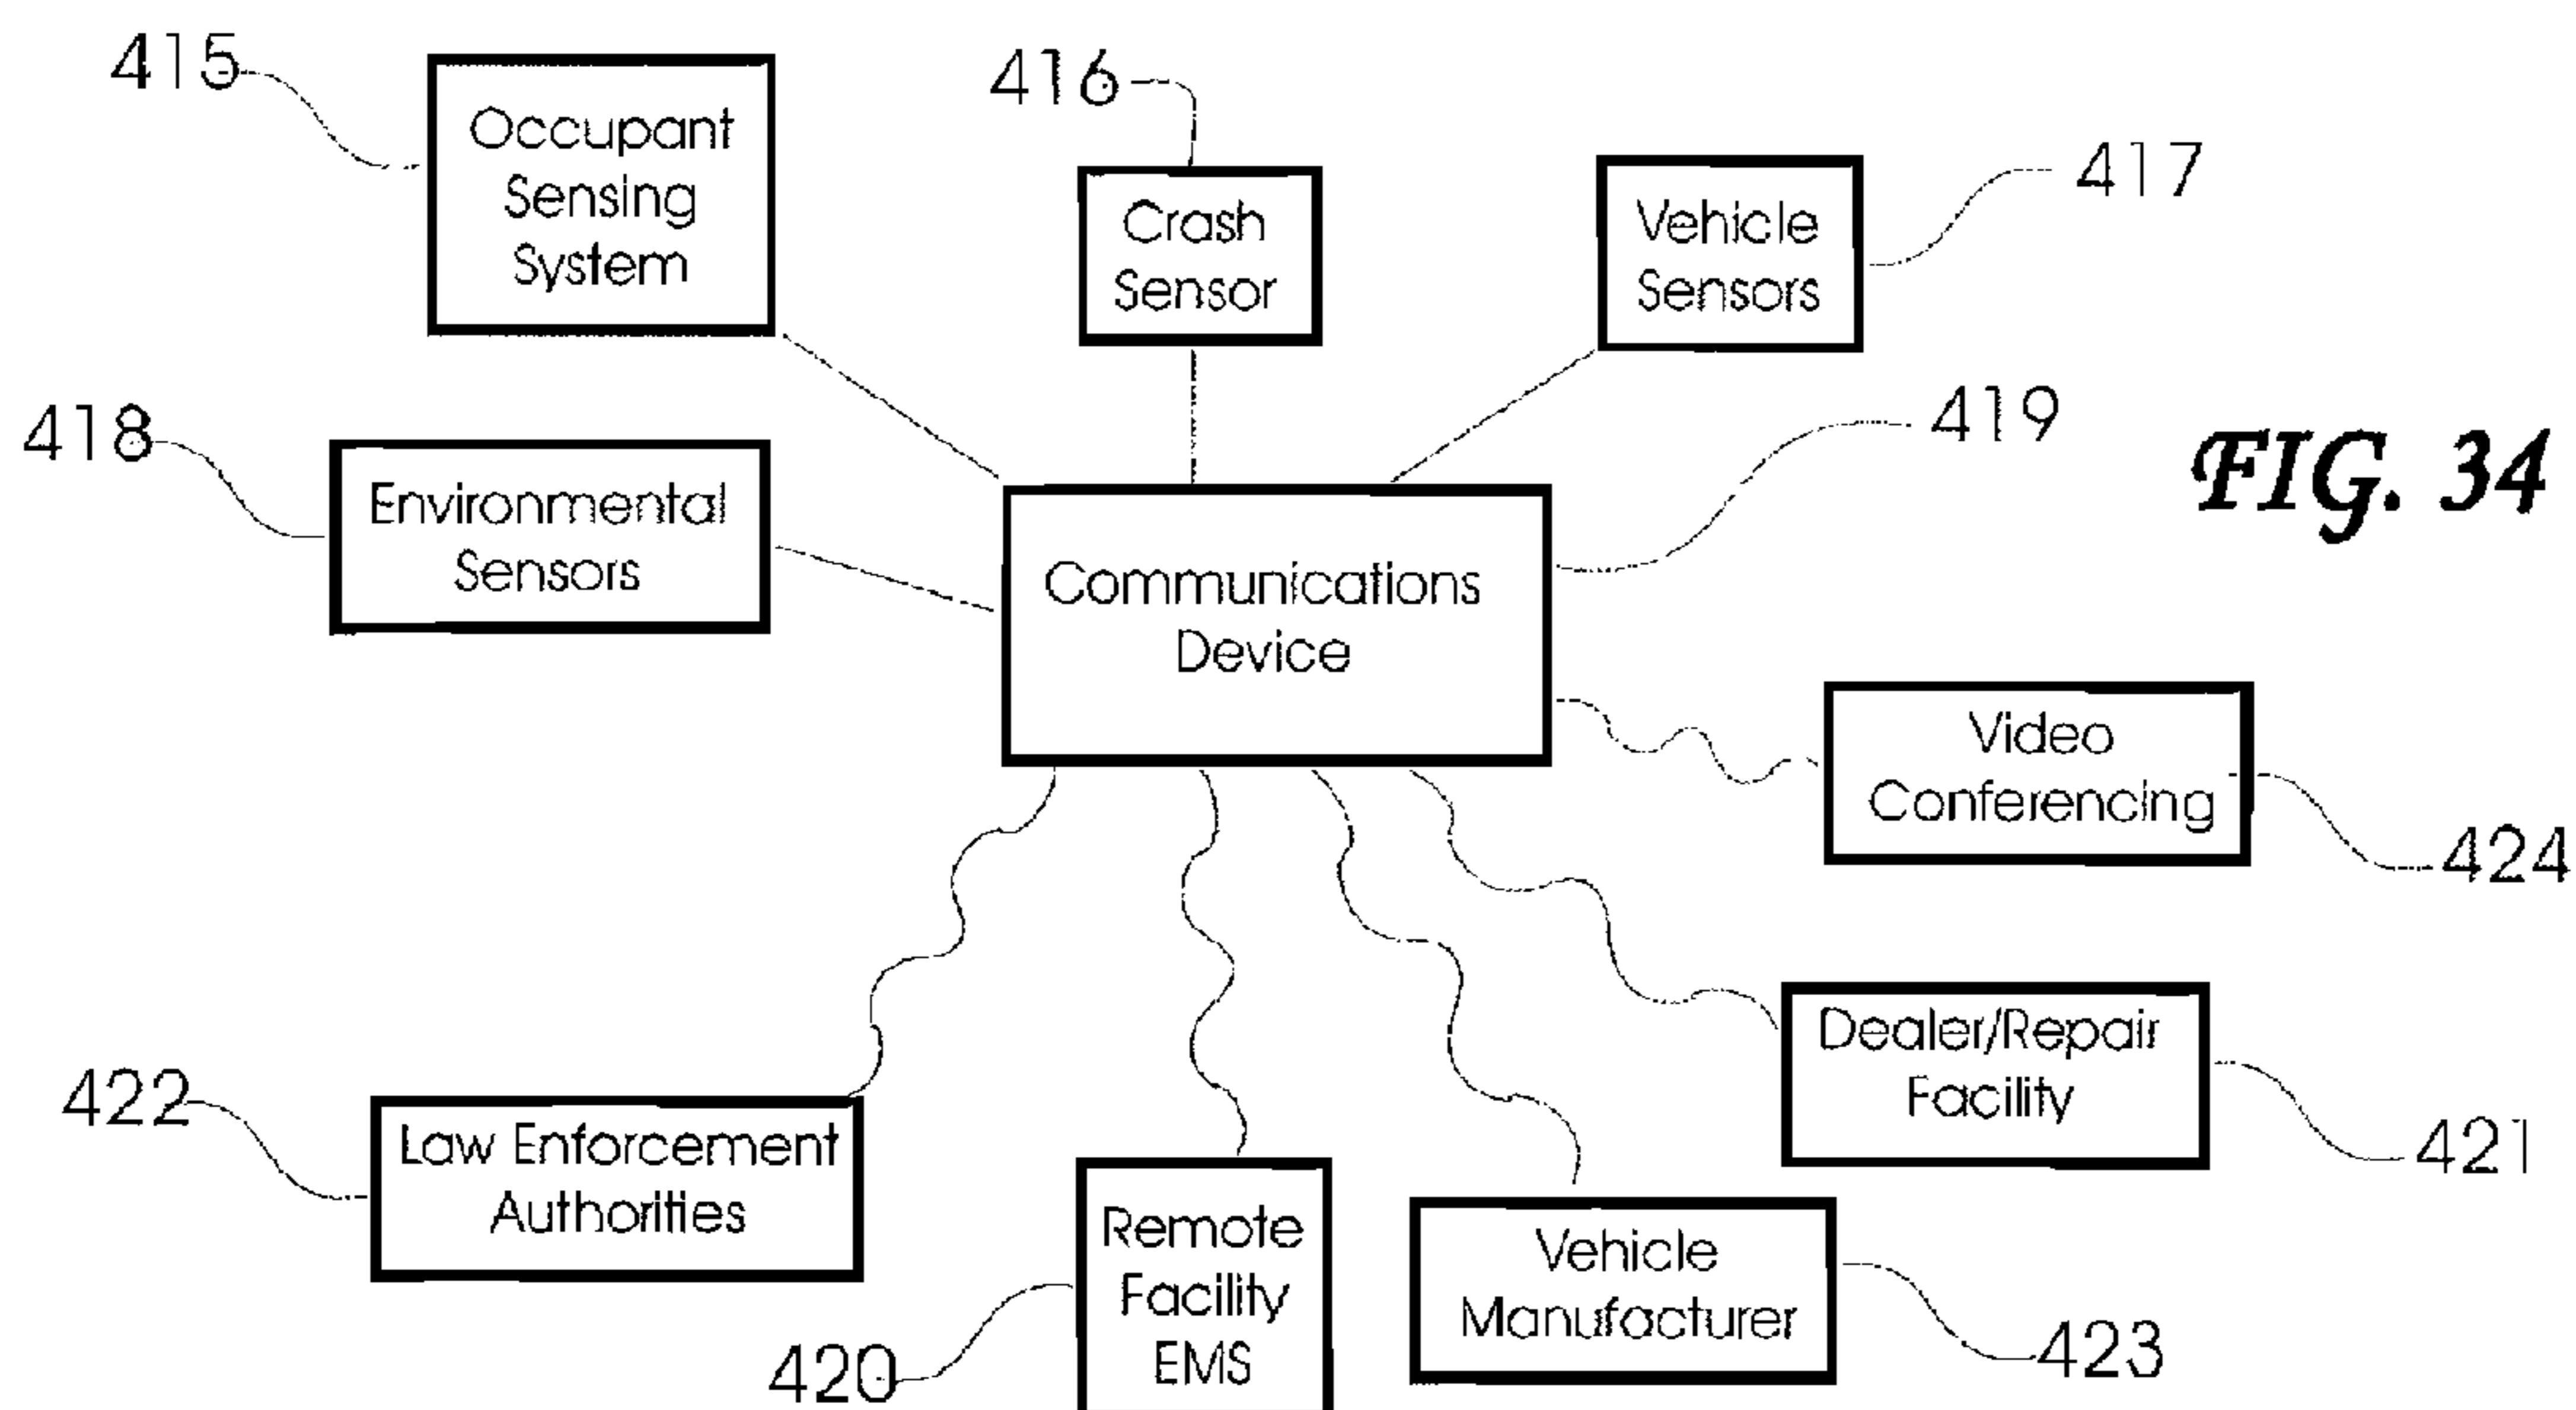 415
Occupant
Sensing
System
416
Crash
Sensor
417
Vehicle
Sensors
418
Environmental
Sensors
419
FIG. 34
Communications
Device
Video
Conferencing
424
Dealer/Repair
Facility
421
422
Law Enforcement
Authorities
Remote
Facility
EMS
420
Vehicle
Manufacturer
423